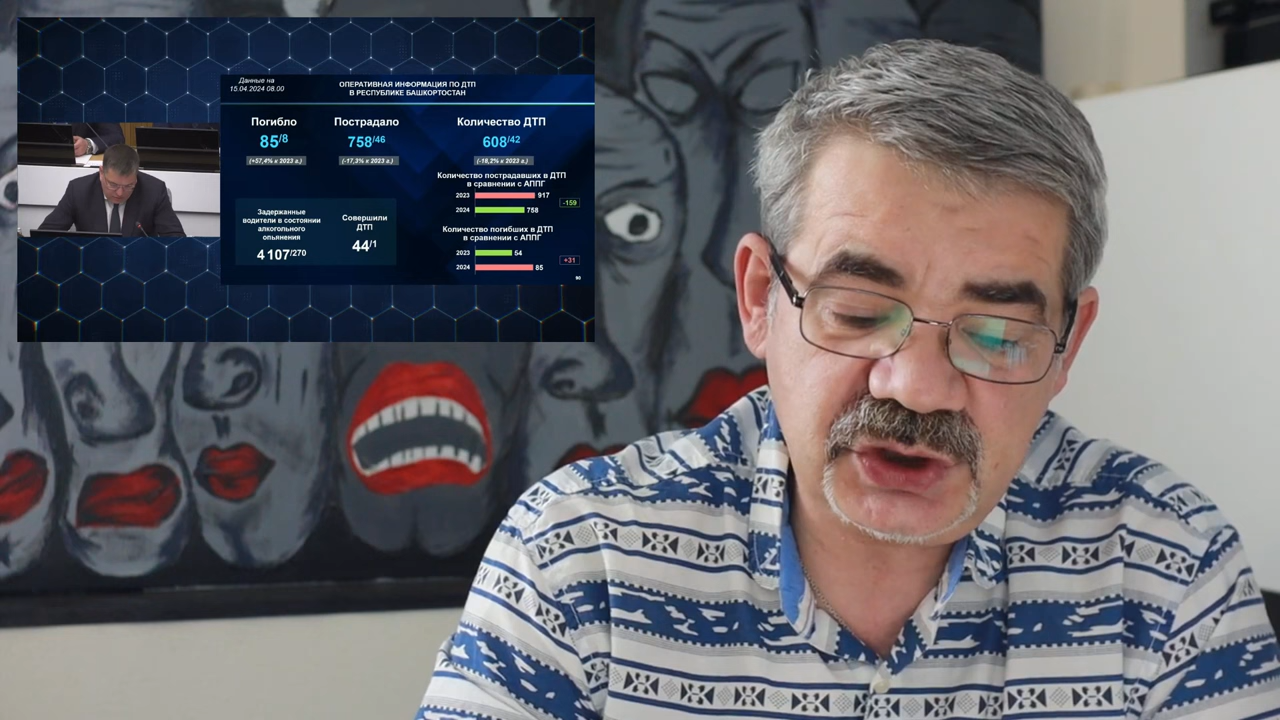 Данные на
15.04.2024 08.00
ОПЕРАТИВНАЯ ИНФОРМАЦИЯ ПО ДТП
В РЕСПУБЛИКЕ БАШКОРТОСТАН
Погибло
85/8
(+57,4% к 2023 г.)
Пострадало
758/46
(-17,3% к 2023 г.)
Количество ДТП
608/42
(-18,2% к 2023 г.)
Количество пострадавших в ДТП
в сравнении с АППГ
2023 917
2024 758
-159
Количество погибших в ДТП
в сравнении с АППГ
2023 54
2024 85
+31
Задержанные
водители в состоянии
алкогольного
опьянения
4 107/270
Совершили
ДТП
44/1